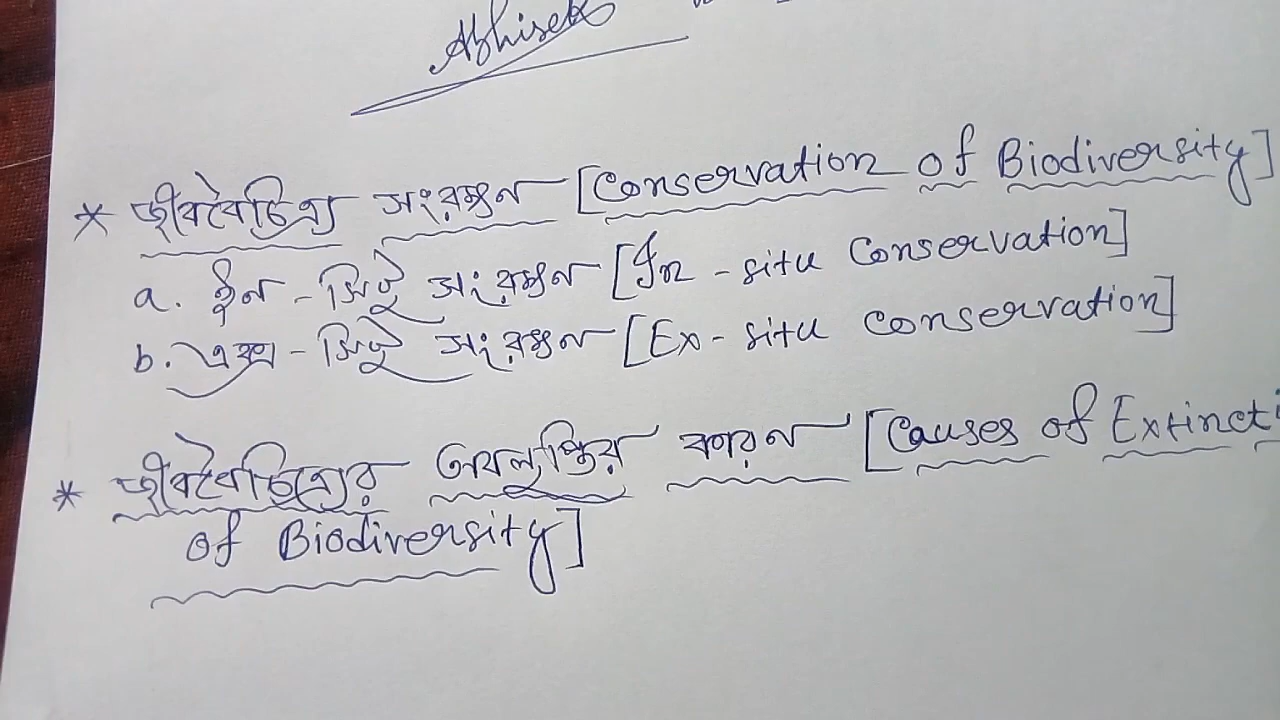 Abhisek
* জীববৈচিত্র্য সংরক্ষণ [Conservation of Biodiversity]
a. ইন - সিটু সংরক্ষণ [In - situ Conservation]
b. এক্স - সিটু সংরক্ষণ [Ex - situ Conservation]
* জীববৈচিত্র্যের অবলুপ্তির কারণ [Causes of Extincti
of Biodiversity]